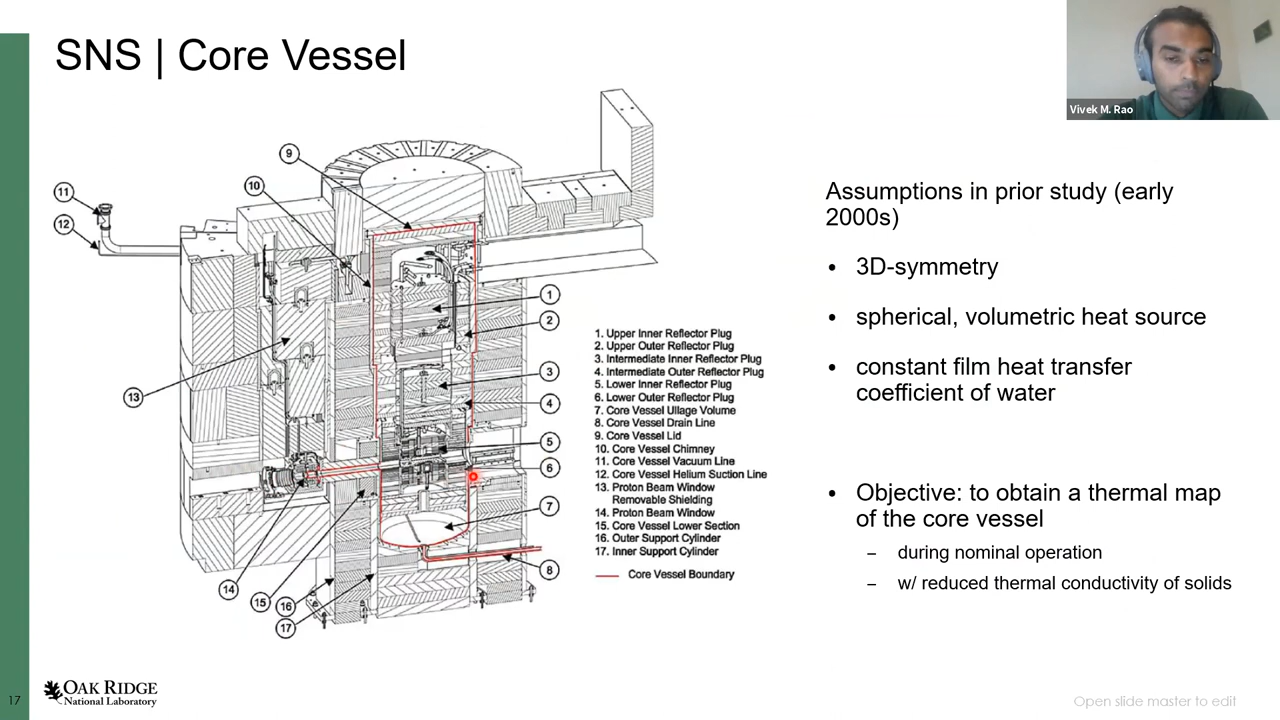 SNS | Core Vessel
Vivek M. Rao
9
10
11
12
1
2
3
13
4
5
6
7
14
8
15
16
17
1. Upper Inner Reflector Plug
2. Upper Outer Reflector Plug
3. Intermediate Inner Reflector Plug
4. Intermediate Outer Reflector Plug
5. Lower Inner Reflector Plug
6. Lower Outer Reflector Plug
7. Core Vessel Ullage Volume
8. Core Vessel Drain Line
9. Core Vessel Lid
10. Core Vessel Chimney
11. Core Vessel Vacuum Line
12. Core Vessel Helium Suction Line
13. Proton Beam Window
Removable Shielding
14. Proton Beam Window
15. Core Vessel Lower Section
16. Outer Support Cylinder
17. Inner Support Cylinder
Core Vessel Boundary
Assumptions in prior study (early
2000s)
• 3D-symmetry
• spherical, volumetric heat source
• constant film heat transfer
coefficient of water
• Objective: to obtain a thermal map
of the core vessel
– during nominal operation
– w/ reduced thermal conductivity of solids
17
OAK RIDGE
National Laboratory
Open slide master to edit